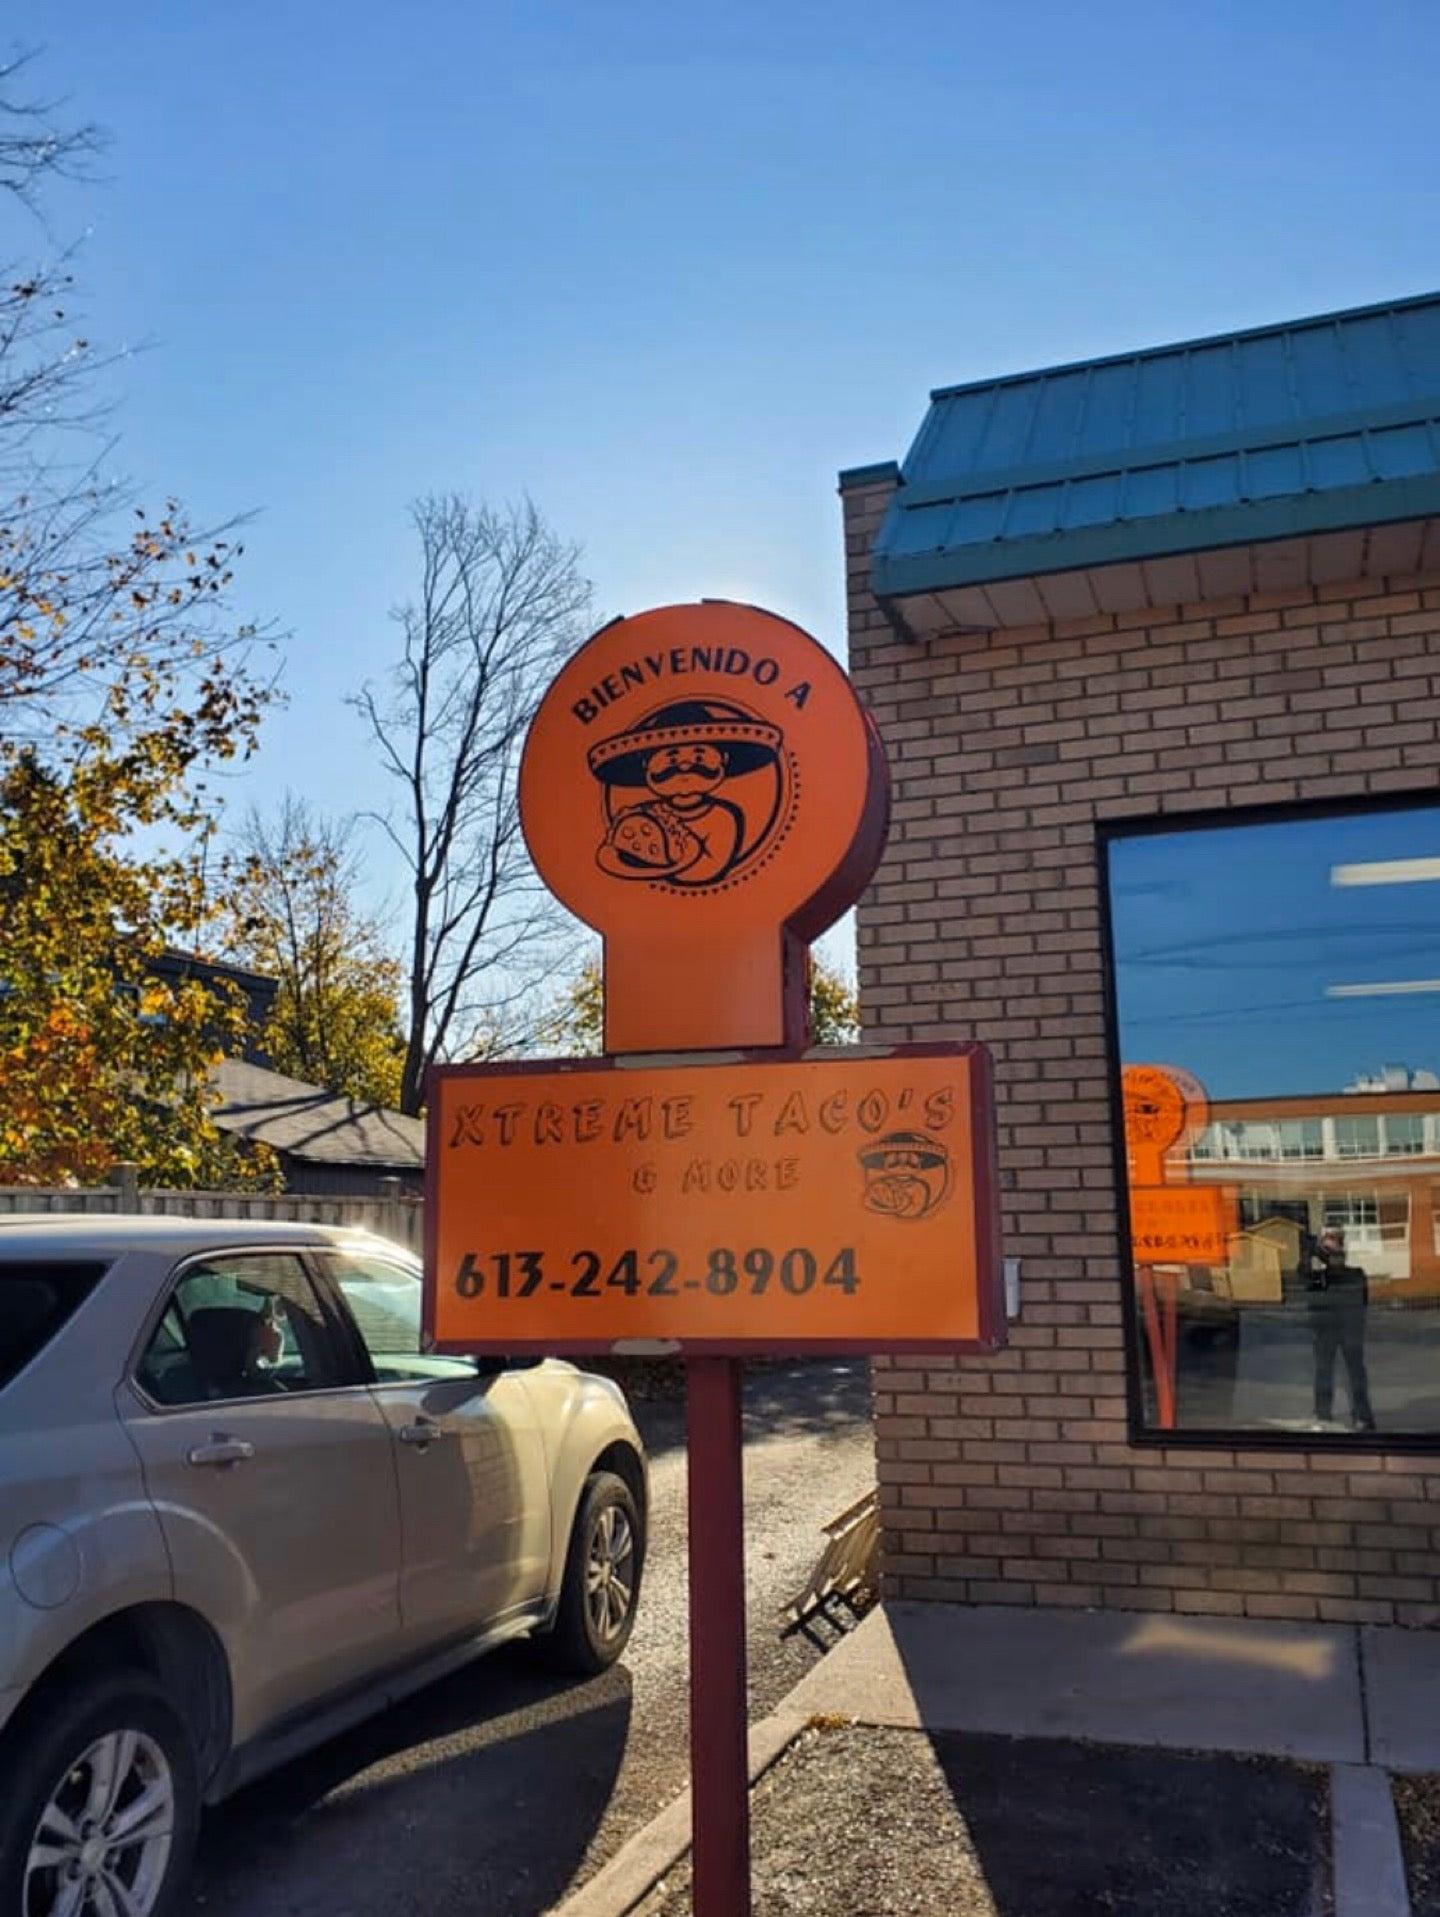 BIENVENIDO A
XTREME TACO'S
& MORE
613-242-8904